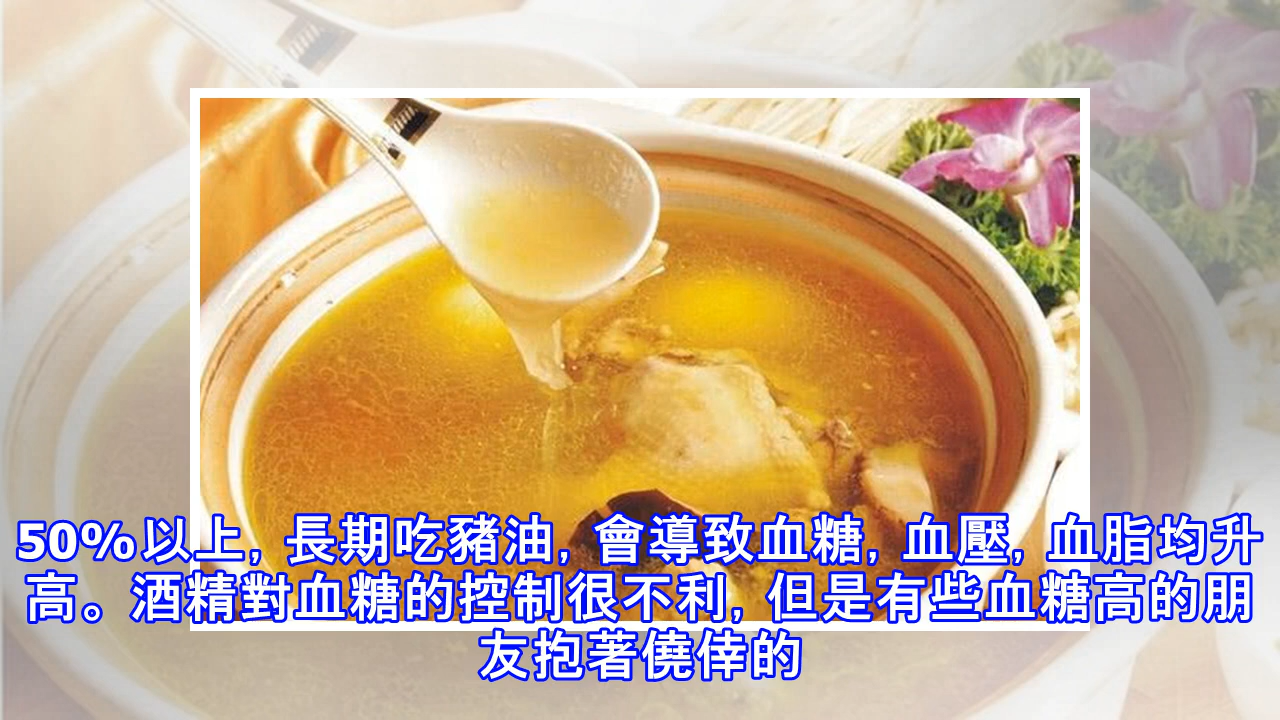 50%以上, 長期吃豬油, 會導致血糖, 血壓, 血脂均升
高。酒精對血糖的控制很不利, 但是有些血糖高的朋
友抱著僥倖的